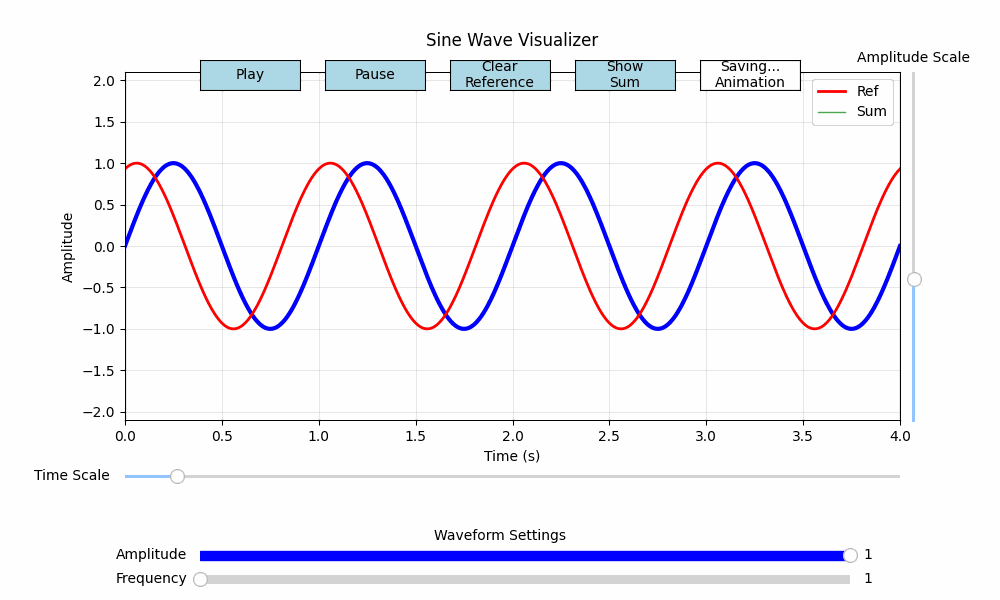 Sine Wave Visualizer
Amplitude Scale
Play
Pause
Clear
Reference
Show
Sum
Saving...
Animation
Ref
Sum
2.0
1.5
1.0
0.5
0.0
−0.5
−1.0
−1.5
−2.0
Amplitude
0.0 0.5 1.0 1.5 2.0 2.5 3.0 3.5 4.0
Time (s)
Time Scale
Waveform Settings
Amplitude 1
Frequency 1